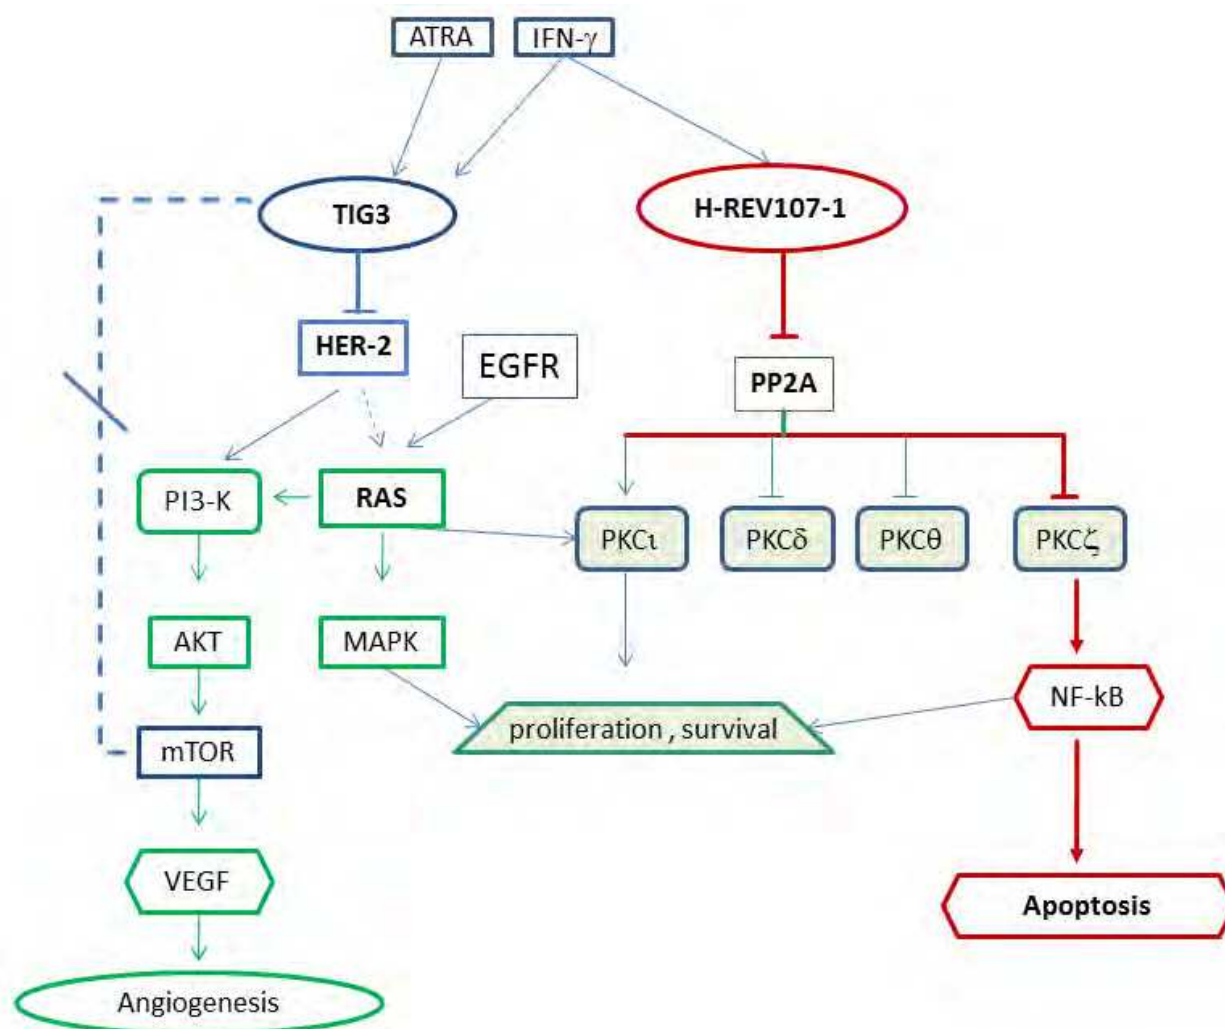 ATRA
IFN-γ
TIG3
H-REV107-1
HER-2
EGFR
PP2A
PI3-K
RAS
PKCι
PKCδ
PKCθ
PKCζ
AKT
MAPK
NF-kB
proliferation , survival
mTOR
VEGF
Apoptosis
Angiogenesis